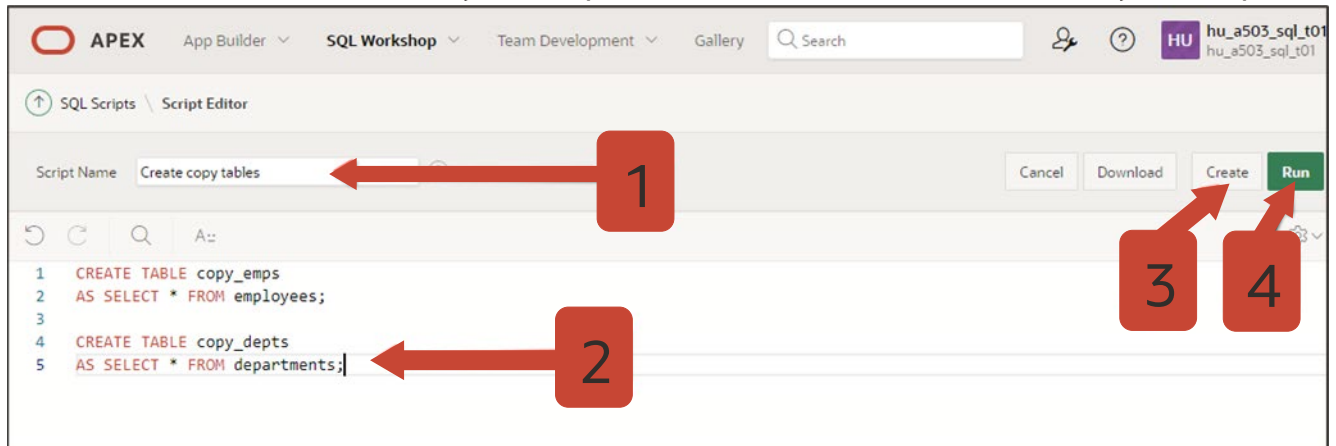 APEX App Builder SQL Workshop Team Development Gallery Search HU hu_a503_sql_t01
hu_a503_sql_t01
SQL Scripts \ Script Editor
Script Name Create copy tables 1 Cancel Download Create Run
A::
1 CREATE TABLE copy_emps
2 AS SELECT * FROM employees;
3
4 CREATE TABLE copy_depts
5 AS SELECT * FROM departments;
2
3 4